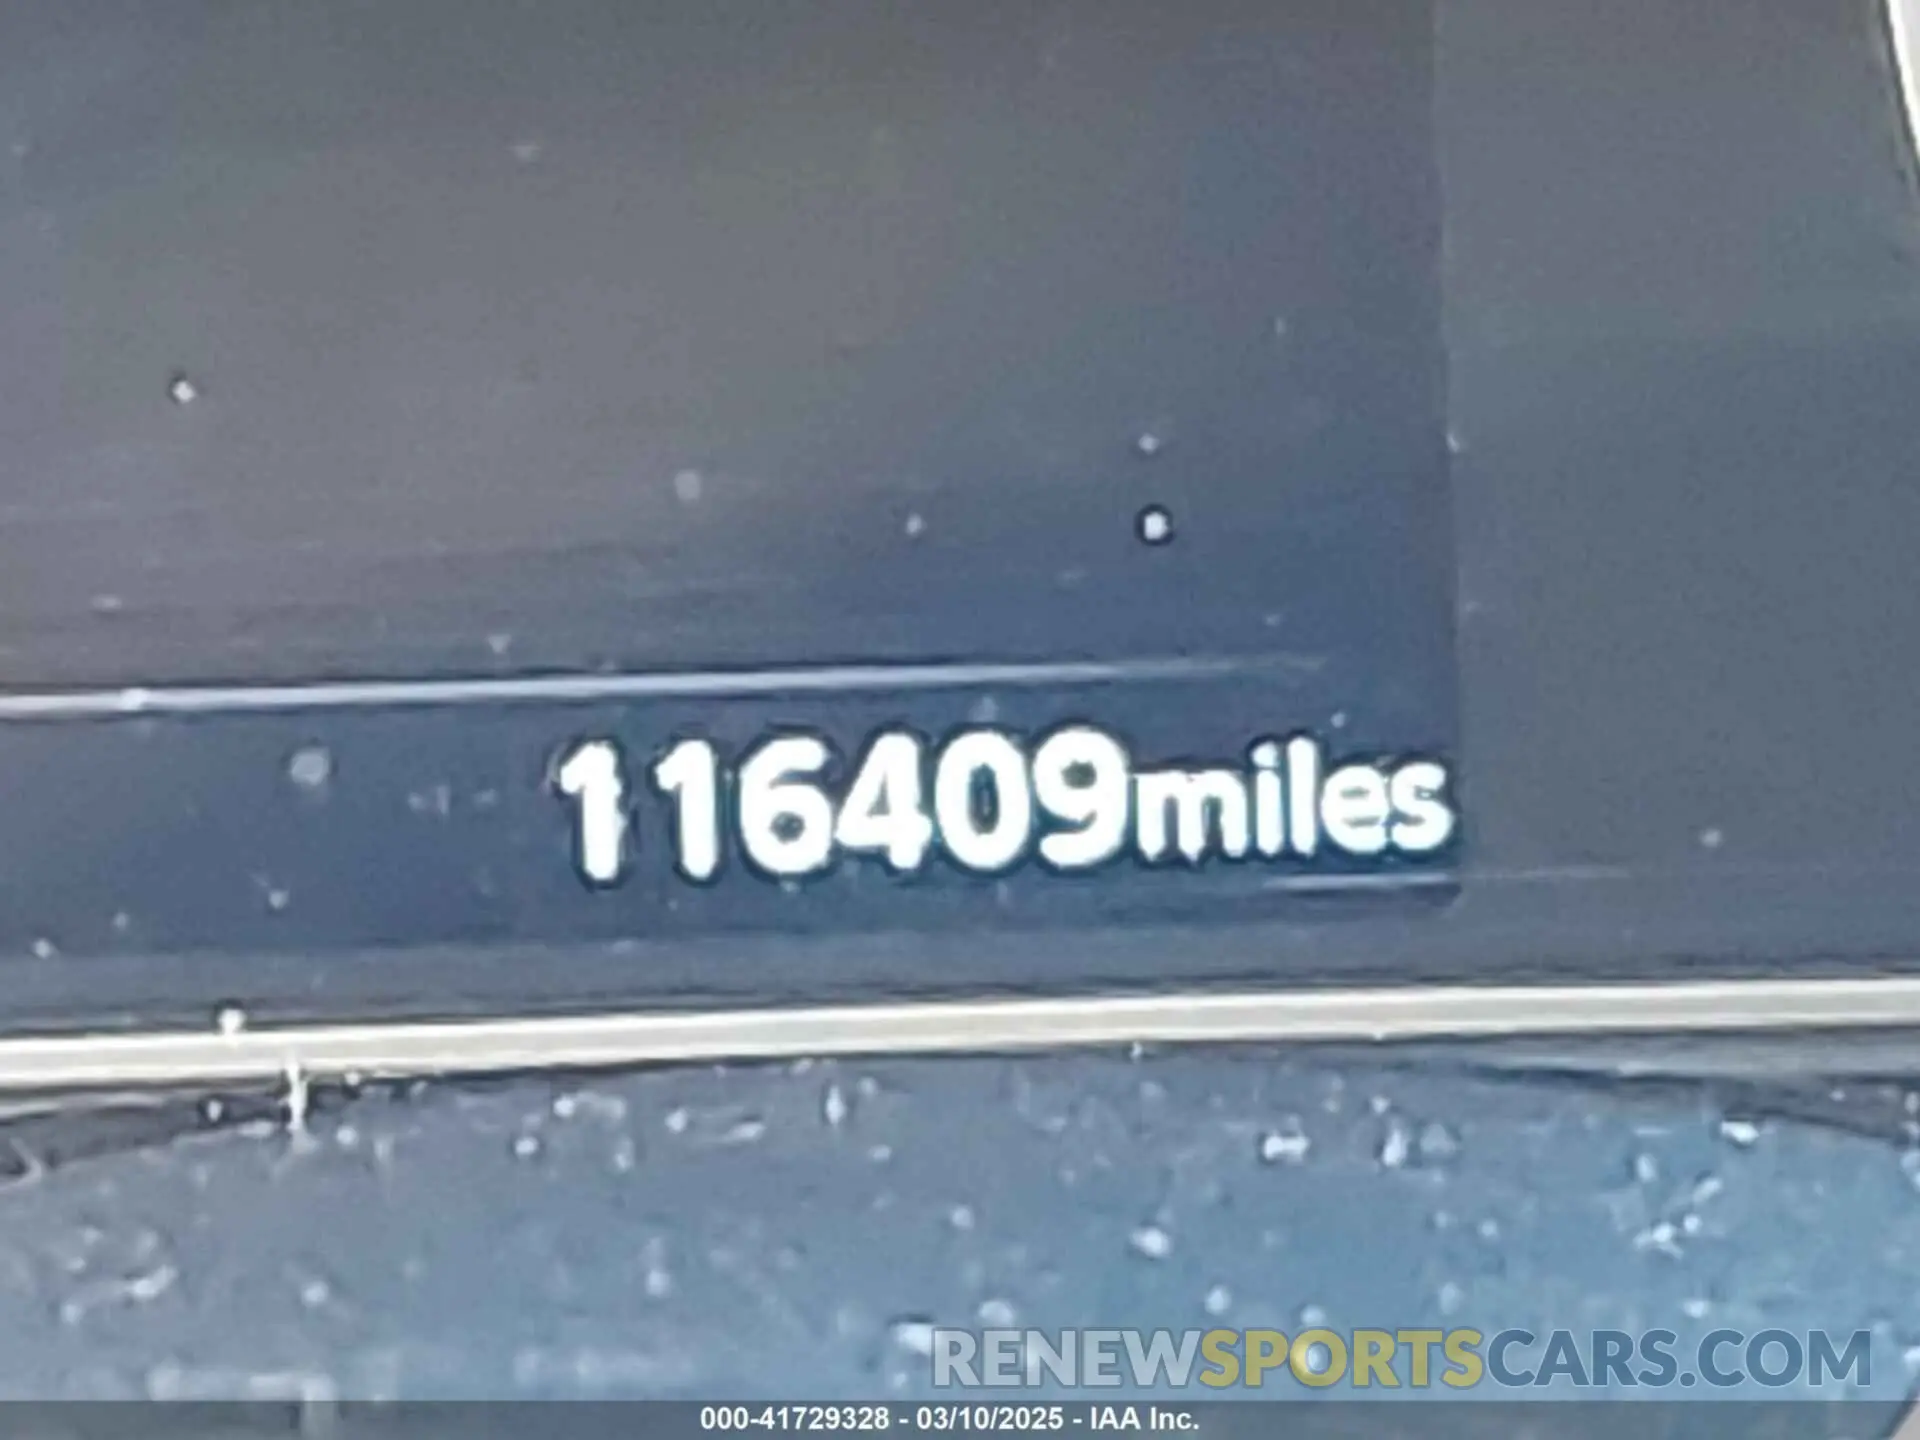 116409miles
RENEWSPORTSCARS.COM
000-41729328 - 03/10/2025 - IAA Inc.